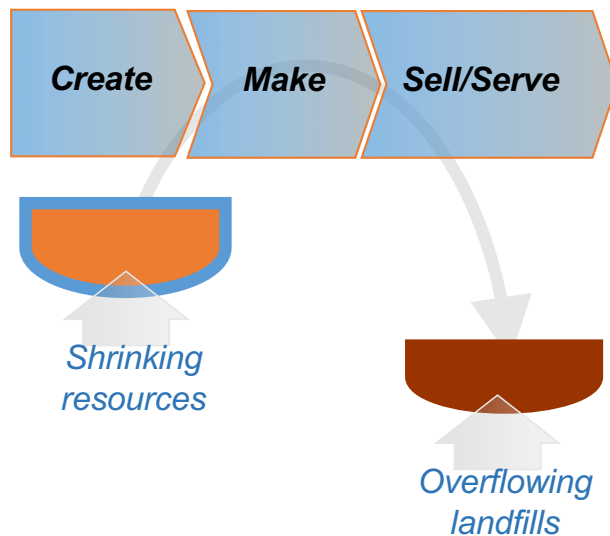 Create Make Sell/Serve
Shrinking
resources
Overflowing
landfills